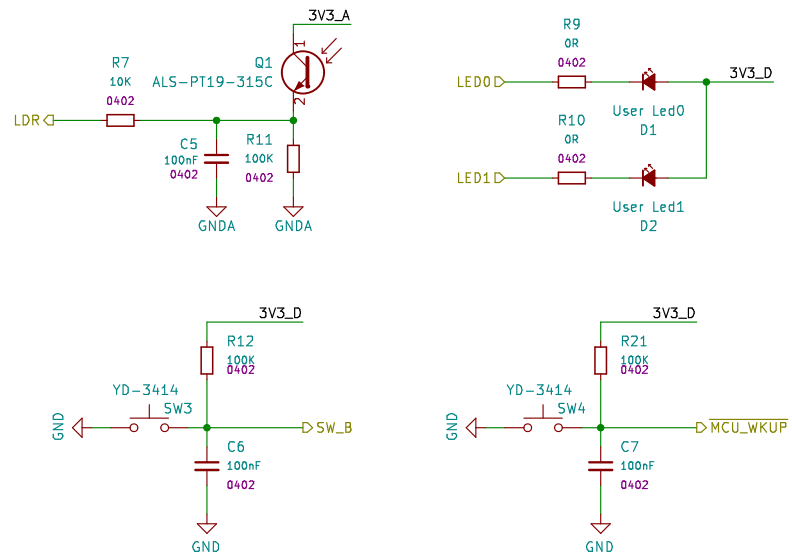 3V3_A
1
Q1
ALS-PT19-315C
2
R7
10K
0402
LDR
C5
100nF
0402
R11
100K
0402
GNDA
GNDA
R9
0R
0402
LED0
3V3_D
User Led0
D1
R10
0R
0402
LED1
User Led1
D2
3V3_D
R12
100K
0402
YD-3414
SW3
GND
SW_B
C6
100nF
0402
GND
3V3_D
R21
100K
0402
YD-3414
SW4
GND
MCU_WKUP
C7
100nF
0402
GND